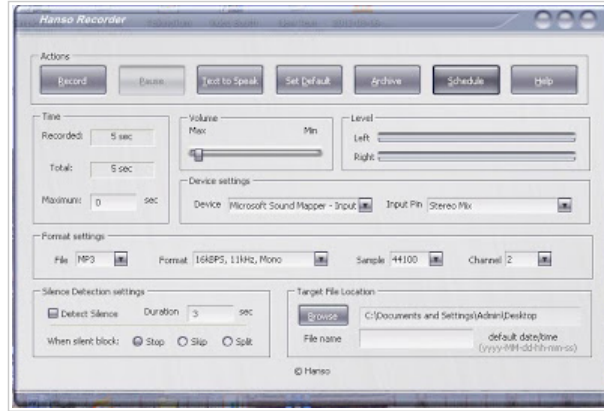 Hanso Recorder
Actions
Record Pause Text to Speak Set Default Archive Schedule Help
Time
Recorded: 5 sec
Total: 5 sec
Maximum: 0 sec
Volume
Max Min
Level
Left
Right
Device settings
Device Microsoft Sound Mapper - Input Input Pin Stereo Mix
Format settings
File MP3 Format 16kBPS, 11kHz, Mono Sample 44100 Channel 2
Silence Detection settings
Detect Silence Duration 3 sec
When silent block: Stop Skip Split
Target File Location
Browse C:\Documents and Settings\Admin\Desktop
File name default date/time
(yyyy-MM-dd-hh-mm-ss)
© Hanso